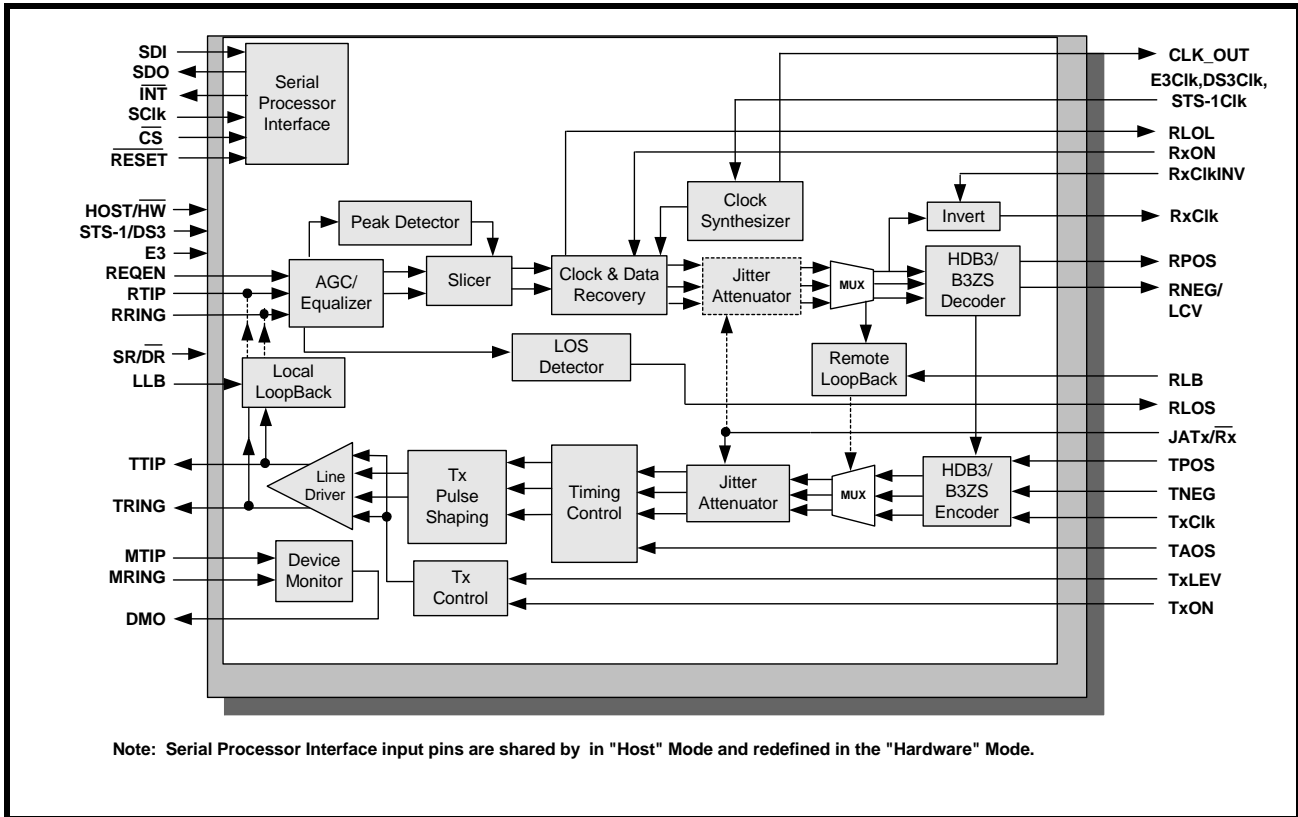 SDI
SDO
INT
SClk
CS
RESET
HOST/HW
STS-1/DS3
E3
REQEN
RTIP
RRING
SR/DR
LLB
TTIP
TRING
MTIP
MRING
DMO
Serial
Processor
Interface
Peak Detector
AGC/
Equalizer
Slicer
Clock & Data
Recovery
Clock
Synthesizer
Jitter
Attenuator
MUX
Invert
HDB3/
B3ZS
Decoder
LOS
Detector
Remote
LoopBack
Local
LoopBack
Line
Driver
Tx
Pulse
Shaping
Timing
Control
Jitter
Attenuator
MUX
HDB3/
B3ZS
Encoder
Device
Monitor
Tx
Control
CLK_OUT
E3Clk,DS3Clk,
STS-1Clk
RLOL
RxON
RxClkINV
RxClk
RPOS
RNEG/
LCV
RLB
RLOS
JATx/Rx
TPOS
TNEG
TxClk
TAOS
TxLEV
TxON
Note: Serial Processor Interface input pins are shared by in "Host" Mode and redefined in the "Hardware" Mode.